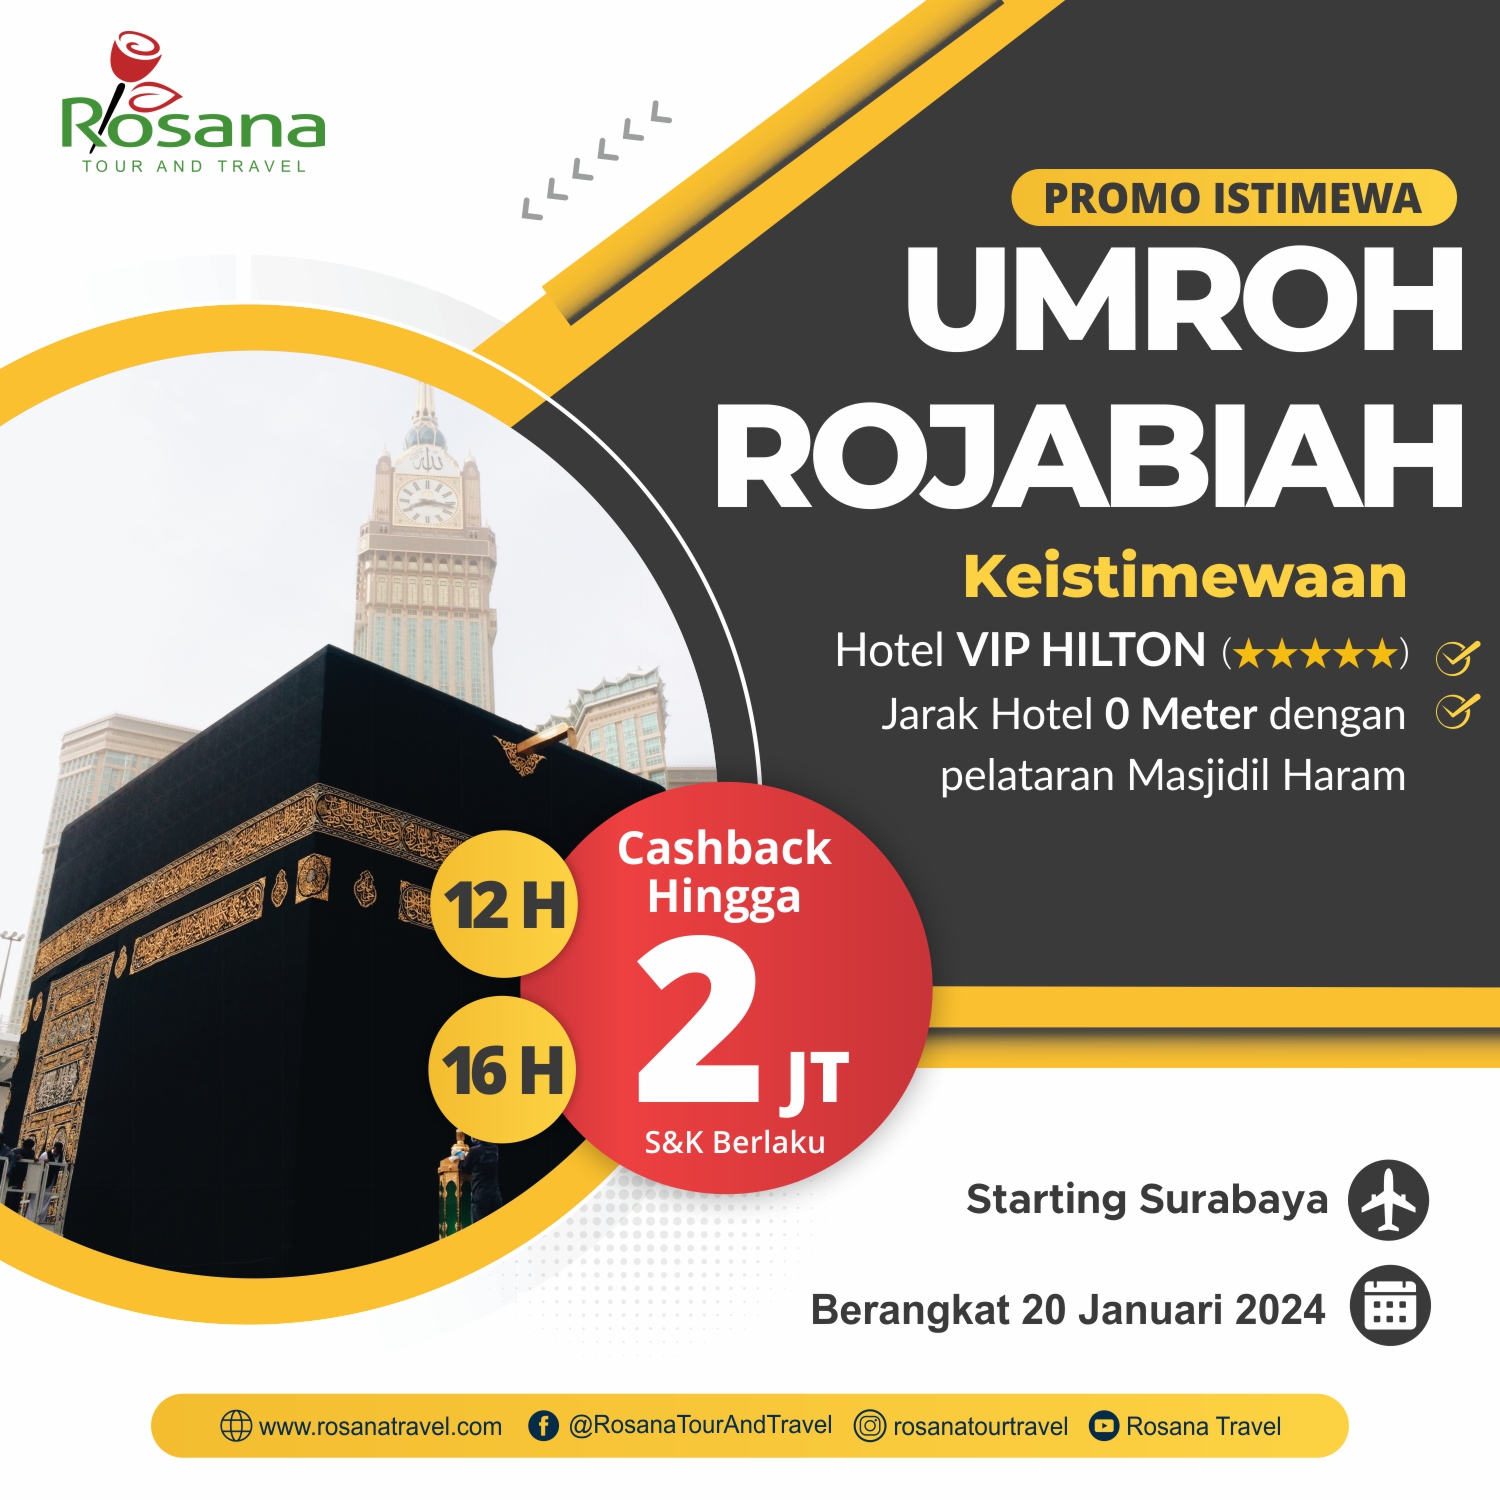 Rosana
TOUR AND TRAVEL
PROMO ISTIMEWA
UMROH
ROJABIAH
Keistimewaan
Hotel VIP HILTON (★★★★★)
Jarak Hotel 0 Meter dengan
pelataran Masjidil Haram
Cashback
Hingga
2 JT
S&K Berlaku
12 H
16 H
Starting Surabaya
Berangkat 20 Januari 2024
www.rosanatravel.com @RosanaTourAndTravel rosanatourtravel Rosana Travel